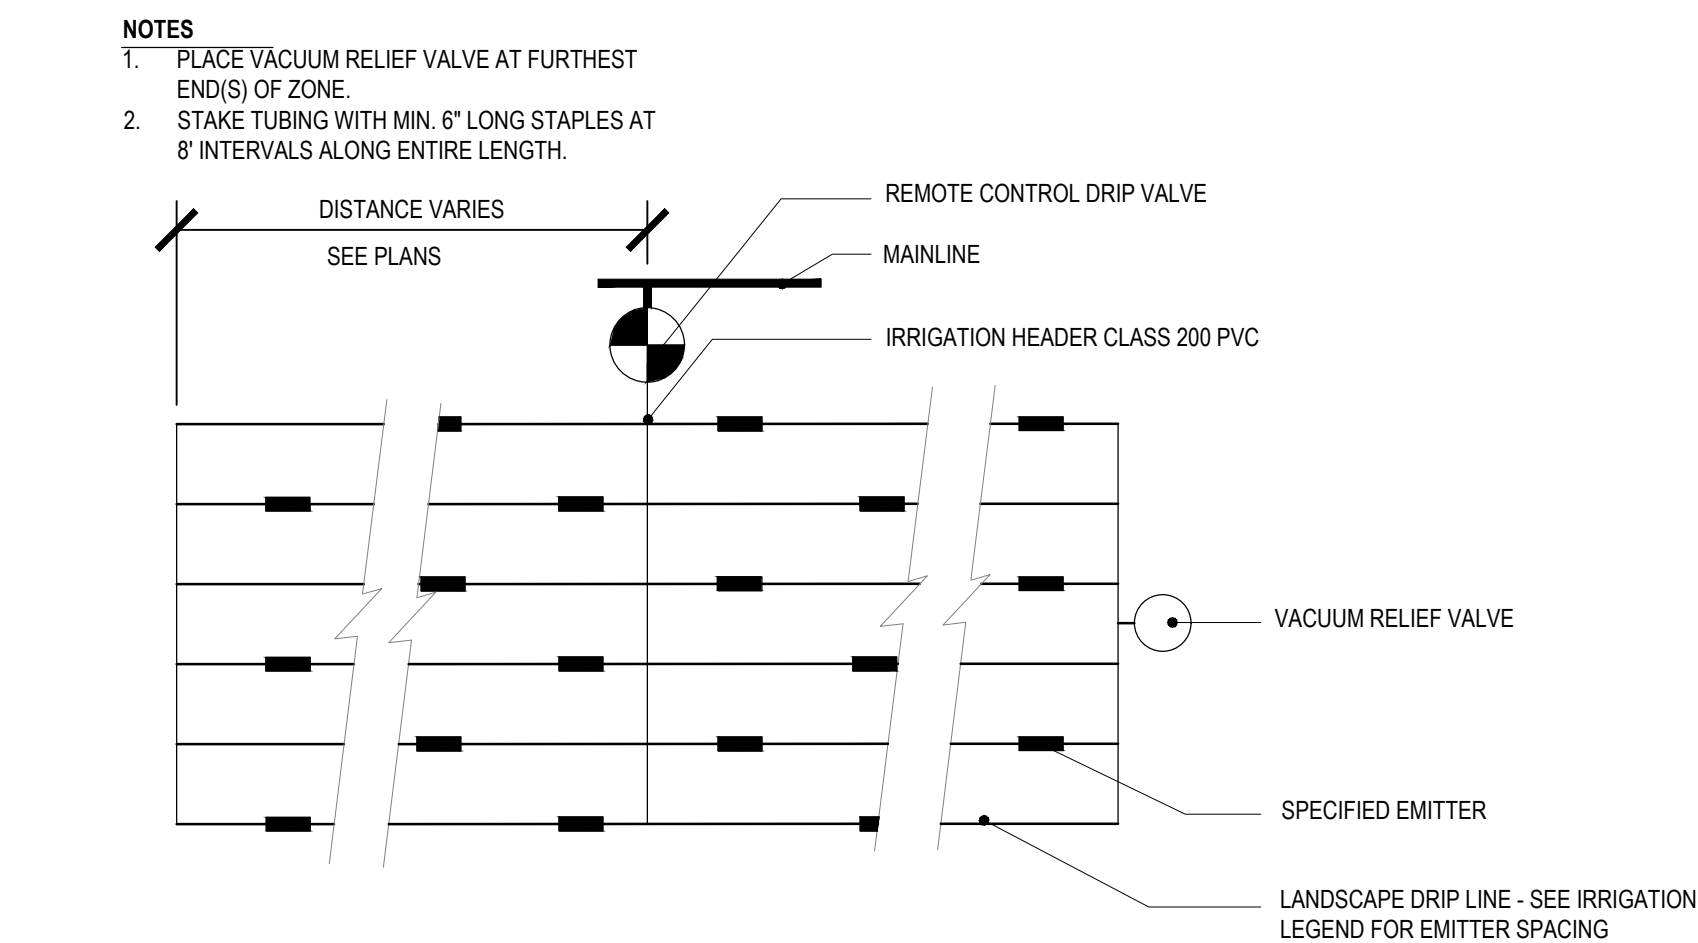 NOTES
1. PLACE VACUUM RELIEF VALVE AT FURTHEST
END(S) OF ZONE.
2. STAKE TUBING WITH MIN. 6" LONG STAPLES AT
8' INTERVALS ALONG ENTIRE LENGTH.
DISTANCE VARIES
SEE PLANS
REMOTE CONTROL DRIP VALVE
MAINLINE
IRRIGATION HEADER CLASS 200 PVC
VACUUM RELIEF VALVE
SPECIFIED EMITTER
LANDSCAPE DRIP LINE - SEE IRRIGATION
LEGEND FOR EMITTER SPACING